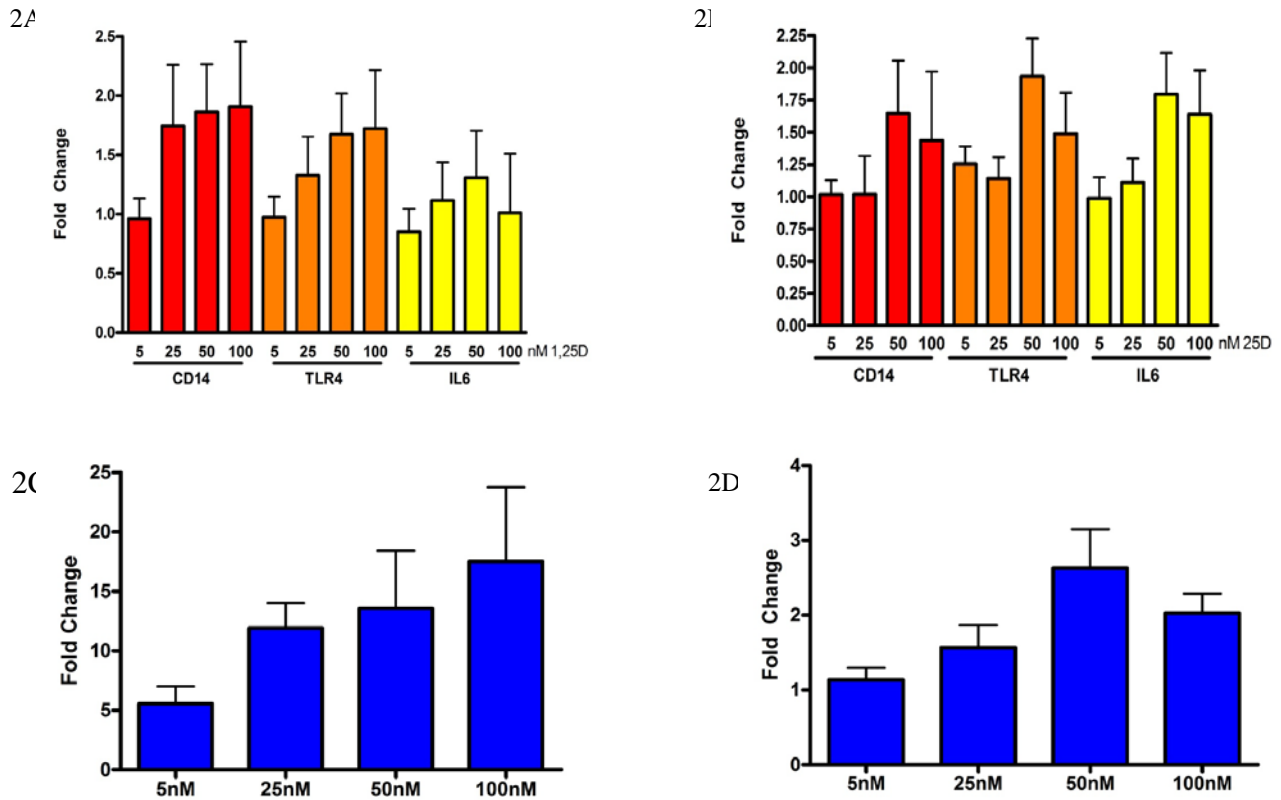 2A
2.5
2.0
1.5
1.0
0.5
0.0
Fold Change
5 25 50 100 5 25 50 100 5 25 50 100 nM 1,25D
CD14 TLR4 IL6
2.25
2.00
1.75
1.50
1.25
1.00
0.75
0.50
0.25
0.00
Fold Change
5 25 50 100 5 25 50 100 5 25 50 100 nM 25D
CD14 TLR4 IL6
25
20
15
10
5
0
Fold Change
5nM 25nM 50nM 100nM
2D
4
3
2
1
0
Fold Change
5nM 25nM 50nM 100nM